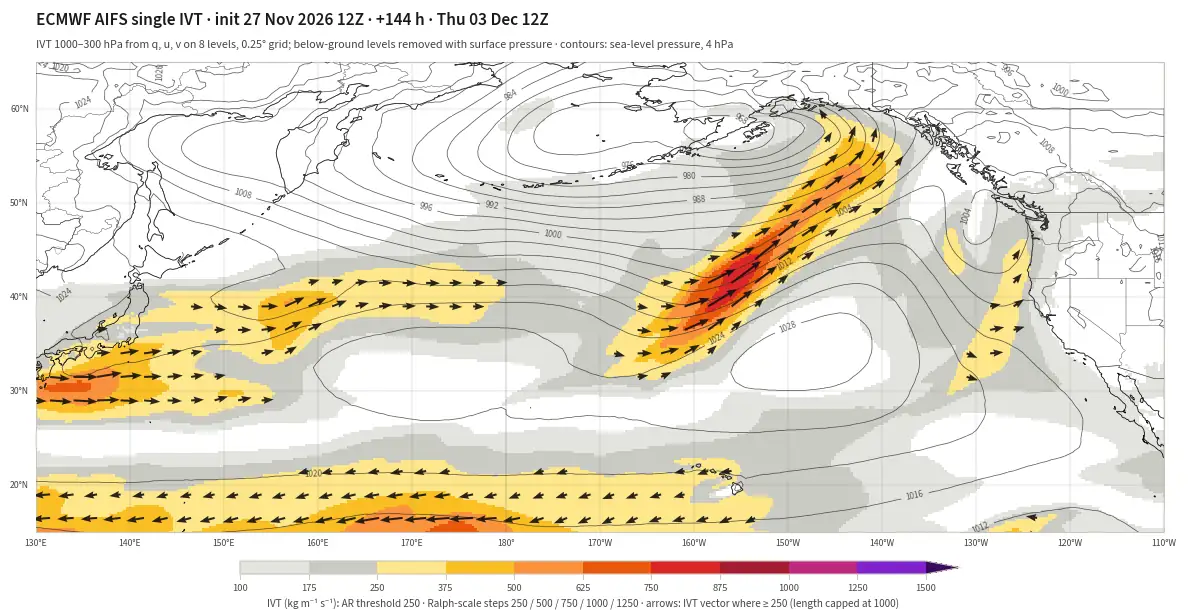 ECMWF AIFS single IVT · init 27 Nov 2026 12Z · +144 h · Thu 03 Dec 12Z
IVT 1000–300 hPa from q, u, v on 8 levels, 0.25° grid; below-ground levels removed with surface pressure · contours: sea-level pressure, 4 hPa
1020
1020
1024
984
968
996
1000
60°N
976
980
1008
1008
996
992
988
1004
1004
50°N
1000
1012
1024
40°N
1028
1024
30°N
1020
20°N
1016
1012
130°E 140°E 150°E 160°E 170°E 180° 170°W 160°W 150°W 140°W 130°W 120°W 110°W
100 175 250 375 500 625 750 875 1000 1250 1500
IVT (kg m⁻¹ s⁻¹): AR threshold 250 · Ralph-scale steps 250 / 500 / 750 / 1000 / 1250 · arrows: IVT vector where ≥ 250 (length capped at 1000)